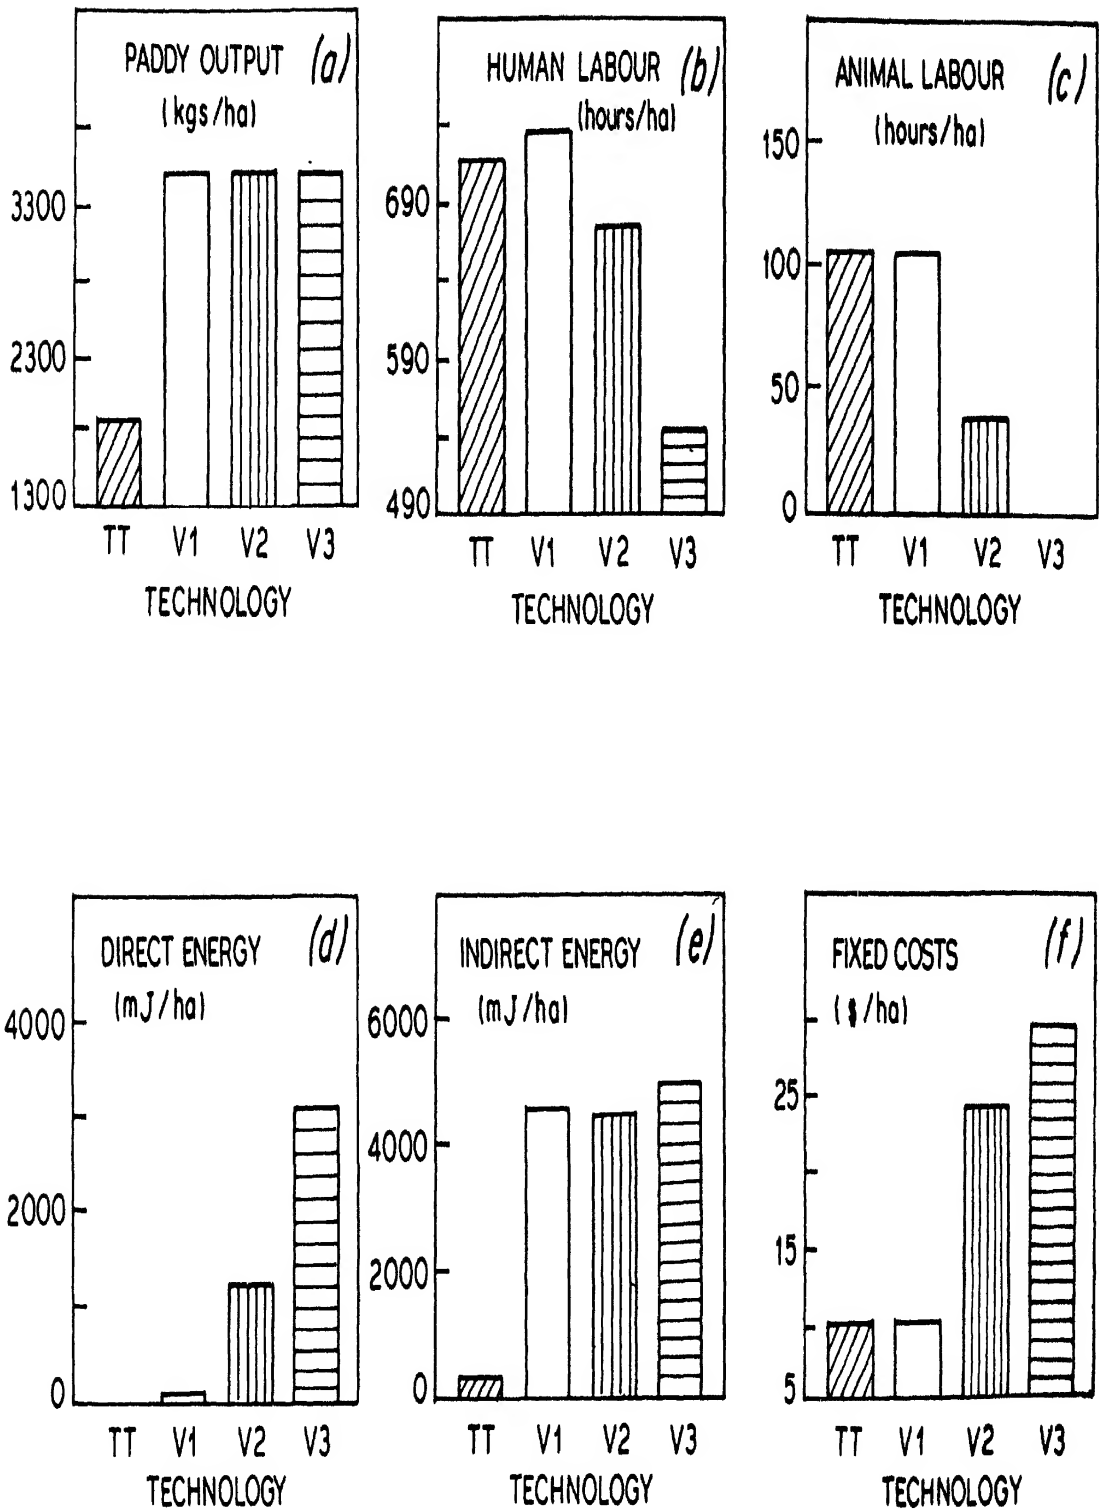 PADDY OUTPUT (a)
(kgs/ha)
3300
2300
1300
TT V1 V2 V3
TECHNOLOGY
HUMAN LABOUR (b)
(hours/ha)
690
590
490
TT V1 V2 V3
TECHNOLOGY
ANIMAL LABOUR (c)
(hours/ha)
150
100
50
0
TT V1 V2 V3
TECHNOLOGY
DIRECT ENERGY (d)
(mJ/ha)
4000
2000
0
TT V1 V2 V3
TECHNOLOGY
INDIRECT ENERGY (e)
(mJ/ha)
6000
4000
2000
0
TT V1 V2 V3
TECHNOLOGY
FIXED COSTS (f)
($/ha)
25
15
5
TT V1 V2 V3
TECHNOLOGY